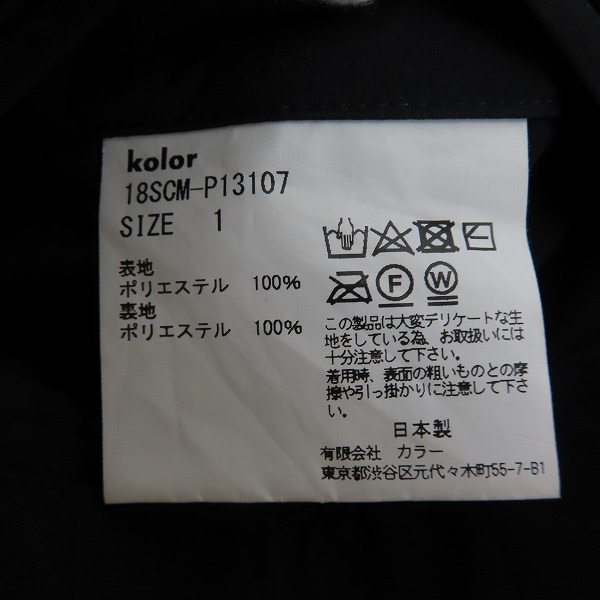 kolor
18SCM-P13107
SIZE 1
表地
ポリエステル 100%
裏地
ポリエステル 100%
F W
この製品は大変デリケートな生
地をしている為、お取扱いには
十分注意して下さい。
着用時、表面の粗いものとの摩
擦や引っ掛かりに注意して下さ
い。
日本製
有限会社 カラー
東京都渋谷区元代々木町55-7-B1